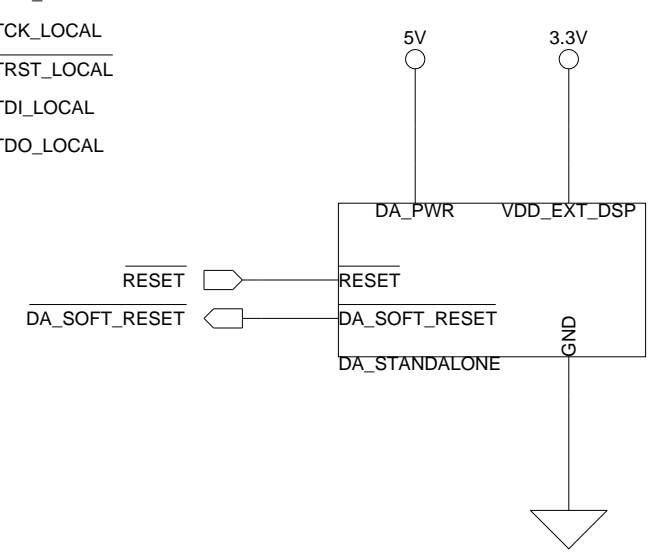 TCK_LOCAL
TRST_LOCAL
TDI_LOCAL
TDO_LOCAL
5V
3.3V
DA_PWR
VDD_EXT_DSP
RESET
RESET
DA_SOFT_RESET
DA_SOFT_RESET
GND
DA_STANDALONE